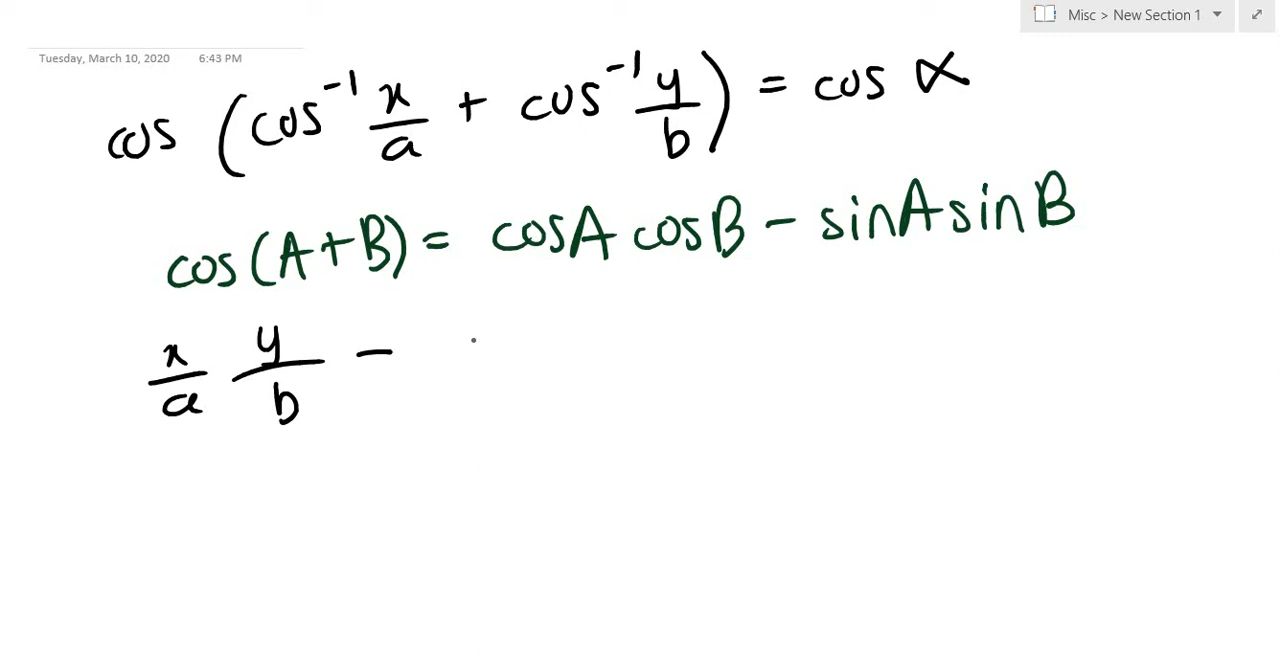 Misc > New Section 1
Tuesday, March 10, 2020 6:43 PM
cos (cos⁻¹ x/a + cos⁻¹ y/b) = cos α
cos(A+B) = cosA cosB - sinA sinB
x/a y/b -